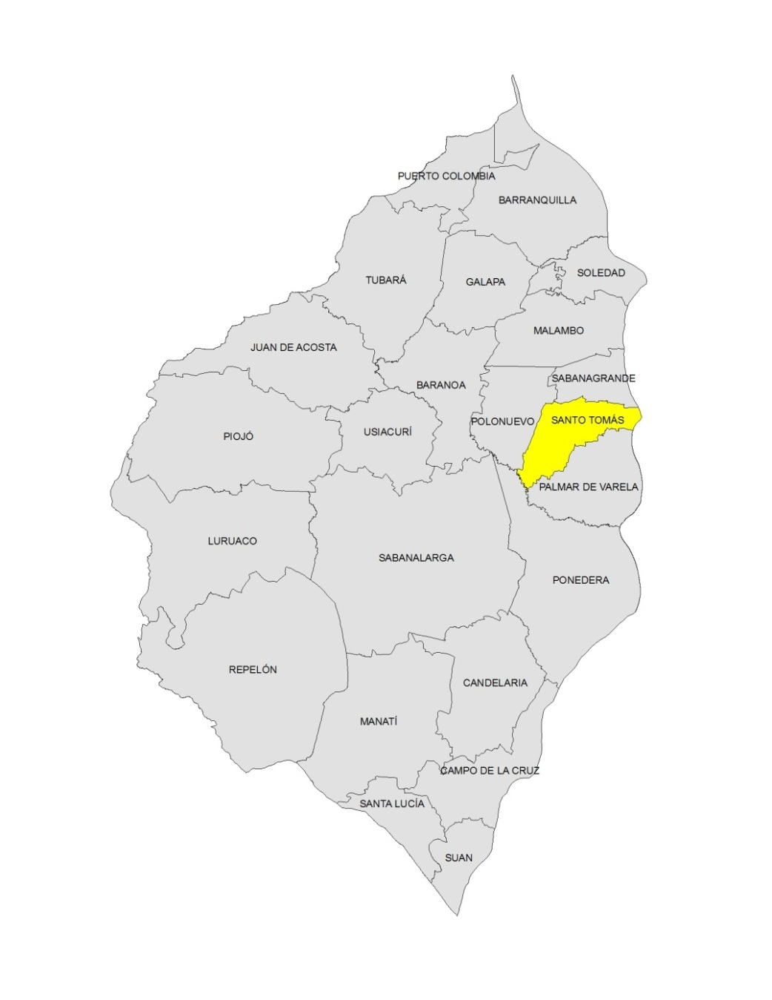 PUERTO COLOMBIA
BARRANQUILLA
SOLEDAD
TUBARÁ
GALAPA
MALAMBO
JUAN DE ACOSTA
SABANAGRANDE
BARANOA
SANTO TOMÁS
POLONUEVO
USIACURÍ
PIOJÓ
PALMAR DE VARELA
LURUACO
SABANALARGA
PONEDERA
REPELÓN
CANDELARIA
MANATÍ
CAMPO DE LA CRUZ
SANTA LUCÍA
SUAN